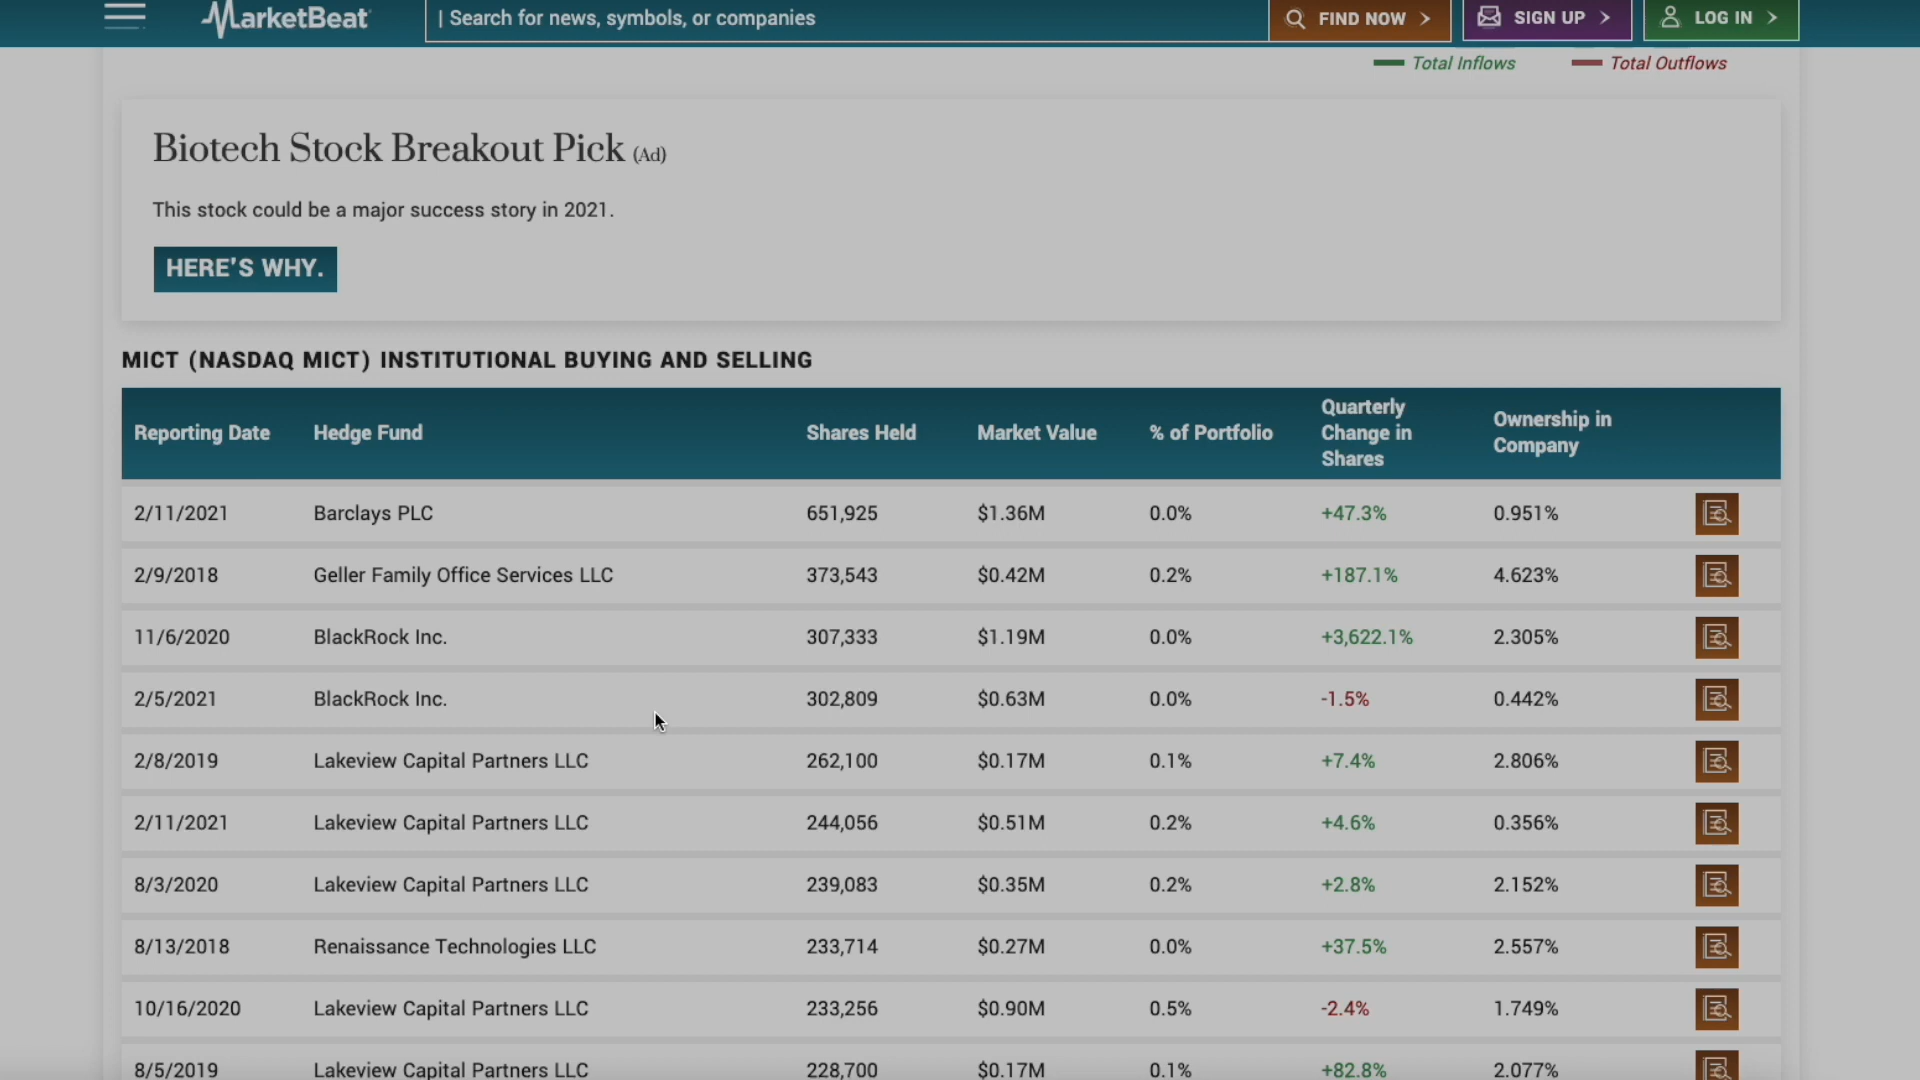 MarketBeat
| Search for news, symbols, or companies
FIND NOW
SIGN UP
LOG IN
Total Inflows
Total Outflows
Biotech Stock Breakout Pick (Ad)
This stock could be a major success story in 2021.
HERE'S WHY.
MICT (NASDAQ MICT) INSTITUTIONAL BUYING AND SELLING
Reporting Date Hedge Fund Shares Held Market Value % of Portfolio Quarterly Change in Shares Ownership in Company
2/11/2021 Barclays PLC 651,925 $1.36M 0.0% +47.3% 0.951%
2/9/2018 Geller Family Office Services LLC 373,543 $0.42M 0.2% +187.1% 4.623%
11/6/2020 BlackRock Inc. 307,333 $1.19M 0.0% +3,622.1% 2.305%
2/5/2021 BlackRock Inc. 302,809 $0.63M 0.0% -1.5% 0.442%
2/8/2019 Lakeview Capital Partners LLC 262,100 $0.17M 0.1% +7.4% 2.806%
2/11/2021 Lakeview Capital Partners LLC 244,056 $0.51M 0.2% +4.6% 0.356%
8/3/2020 Lakeview Capital Partners LLC 239,083 $0.35M 0.2% +2.8% 2.152%
8/13/2018 Renaissance Technologies LLC 233,714 $0.27M 0.0% +37.5% 2.557%
10/16/2020 Lakeview Capital Partners LLC 233,256 $0.90M 0.5% -2.4% 1.749%
8/5/2019 Lakeview Capital Partners LLC 228,700 $0.17M 0.1% +82.8% 2.077%